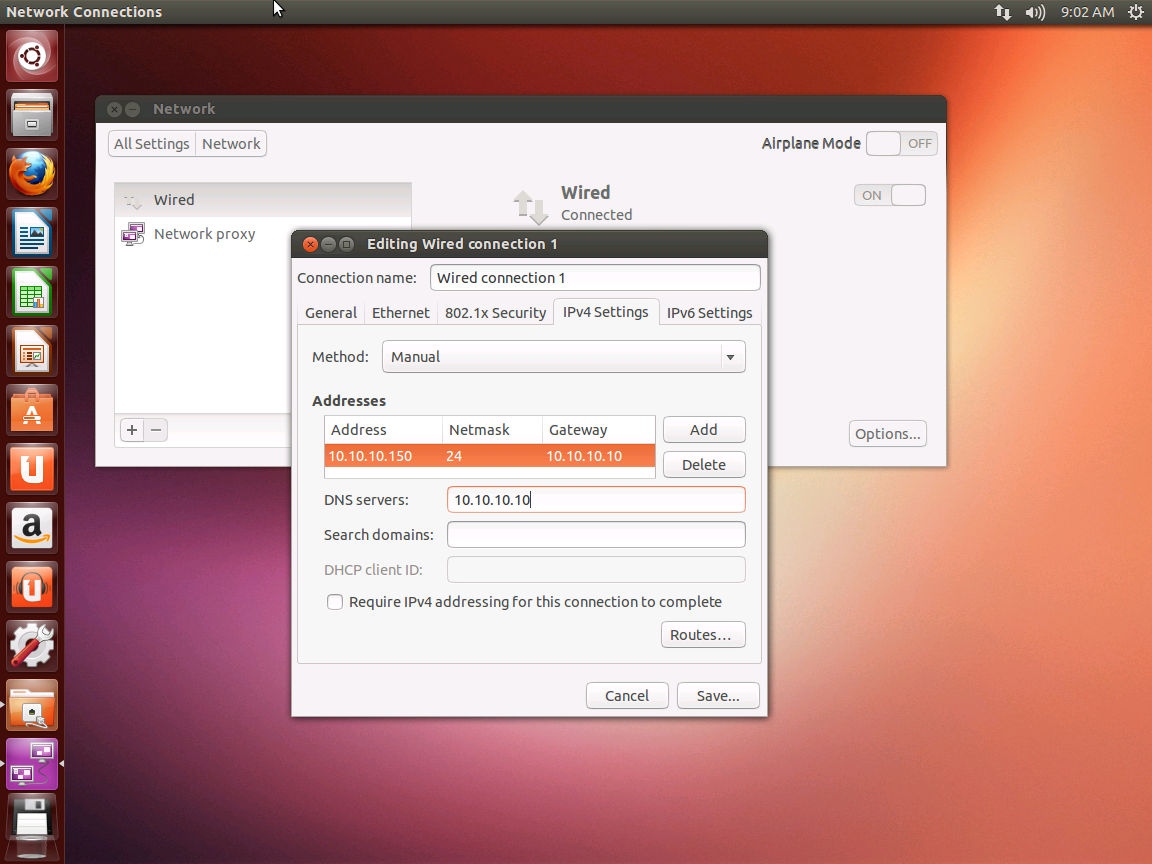 Network Connections
9:02 AM
Network
All Settings
Network
Airplane Mode
OFF
Wired
Network proxy
Wired
Connected
ON
Options...
Editing Wired connection 1
Connection name:
Wired connection 1
General
Ethernet
802.1x Security
IPv4 Settings
IPv6 Settings
Method:
Manual
Addresses
Address
Netmask
Gateway
Add
10.10.10.150
24
10.10.10.10
Delete
DNS servers:
10.10.10.10
Search domains:
DHCP client ID:
Require IPv4 addressing for this connection to complete
Routes…
Cancel
Save...